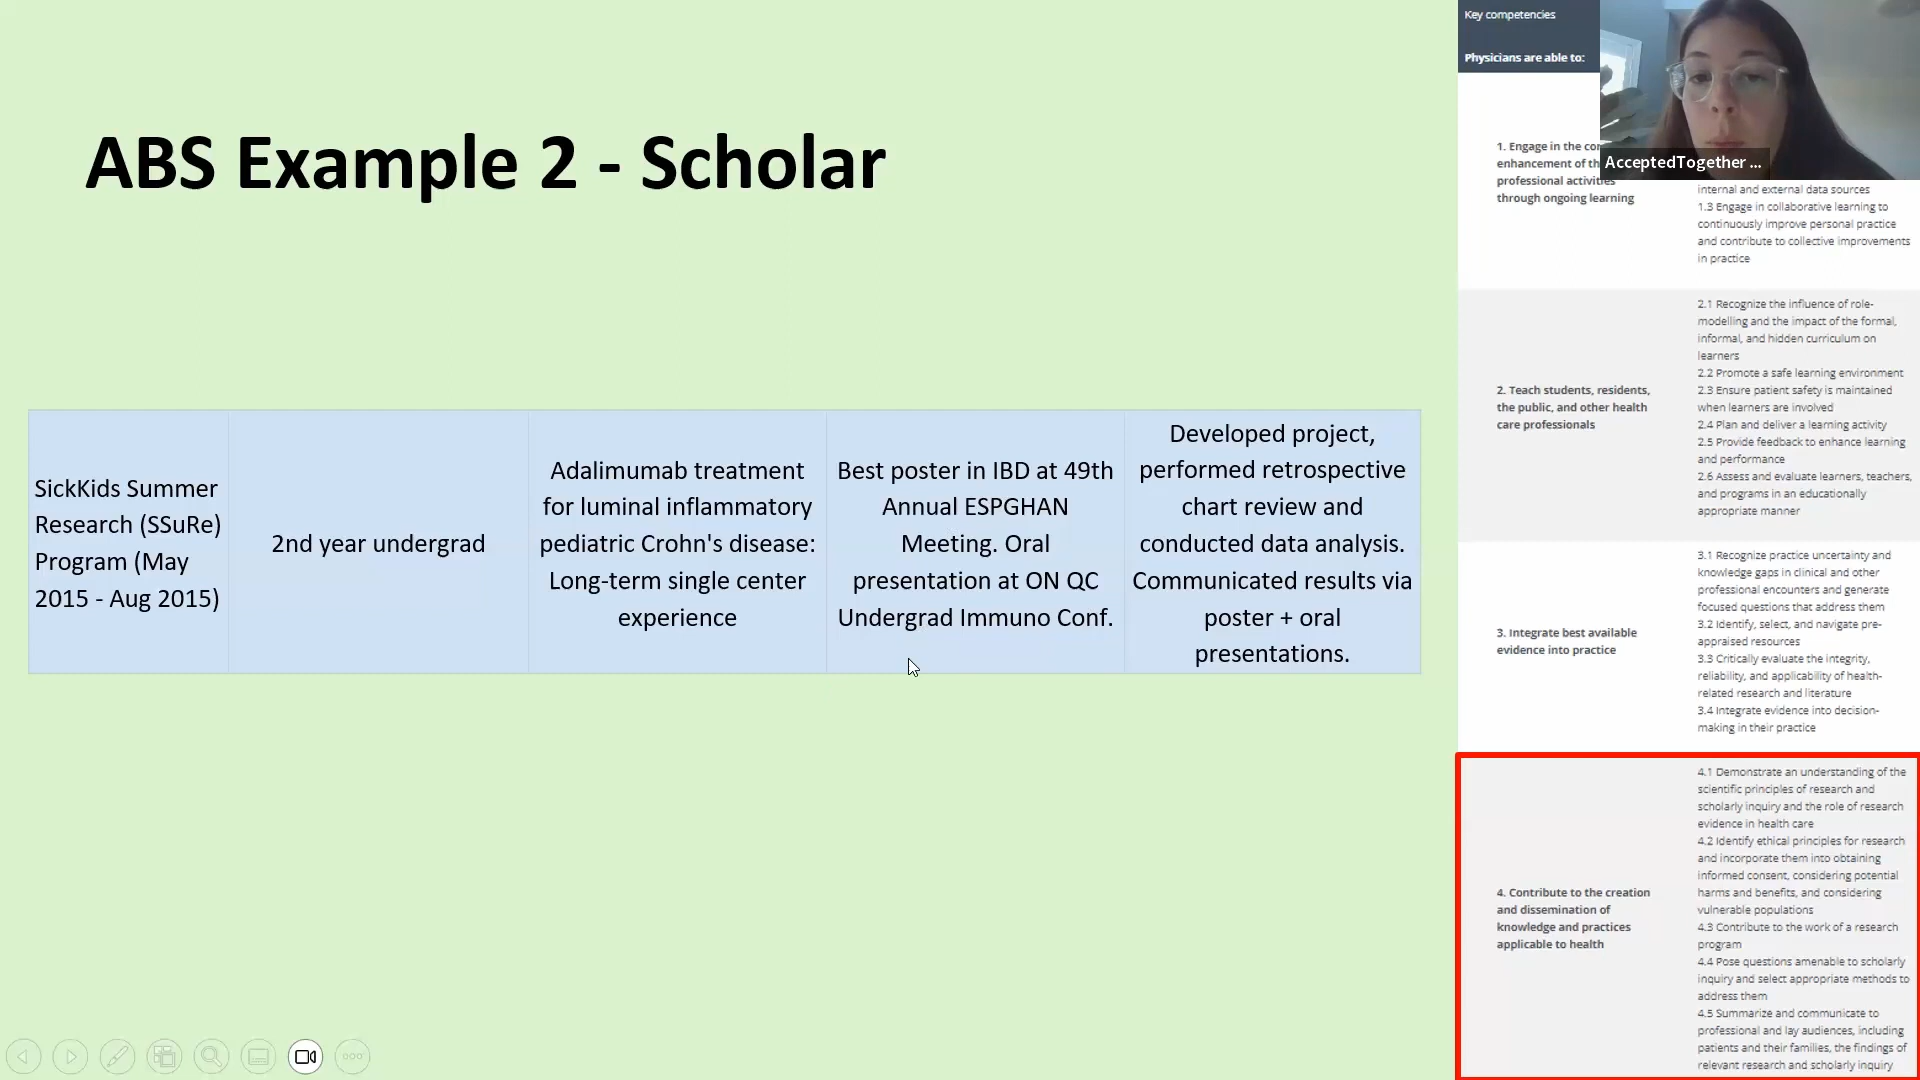 ABS Example 2 - Scholar
SickKids Summer
Research (SSuRe)
Program (May
2015 - Aug 2015)
2nd year undergrad
Adalimumab treatment
for luminal inflammatory
pediatric Crohn's disease:
Long-term single center
experience
Best poster in IBD at 49th
Annual ESPGHAN
Meeting. Oral
presentation at ON QC
Undergrad Immuno Conf.
Developed project,
performed retrospective
chart review and
conducted data analysis.
Communicated results via
poster + oral
presentations.
Key competencies
Physicians are able to:
AcceptedTogether ...
1. Engage in the
enhancement of
professional activities
through ongoing learning
internal and external data sources
1.3 Engage in collaborative learning to
continuously improve personal practice
and contribute to collective improvements
in practice
2. Teach students, residents,
the public, and other health
care professionals
2.1 Recognize the influence of role-
modelling and the impact of the formal,
informal, and hidden curriculum on
learners
2.2 Promote a safe learning environment
2.3 Ensure patient safety is maintained
when learners are involved
2.4 Plan and deliver a learning activity
2.5 Provide feedback to enhance learning
and performance
2.6 Assess and evaluate learners, teachers,
and programs in an educationally
appropriate manner
3. Integrate best available
evidence into practice
3.1 Recognize practice uncertainty and
knowledge gaps in clinical and other
professional encounters and generate
focused questions that address them
3.2 Identify, select, and navigate pre-
appraised resources
3.3 Critically evaluate the integrity,
reliability, and applicability of health-
related research and literature
3.4 Integrate evidence into decision-
making in their practice
4. Contribute to the creation
and dissemination of
knowledge and practices
applicable to health
4.1 Demonstrate an understanding of the
scientific principles of research and
scholarly inquiry and the role of research
evidence in health care
4.2 Identify ethical principles for research
and incorporate them into obtaining
informed consent, considering potential
harms and benefits, and considering
vulnerable populations
4.3 Contribute to the work of a research
program
4.4 Pose questions amenable to scholarly
inquiry and select appropriate methods to
address them
4.5 Summarize and communicate to
professional and lay audiences, including
patients and their families, the findings of
relevant research and scholarly inquiry